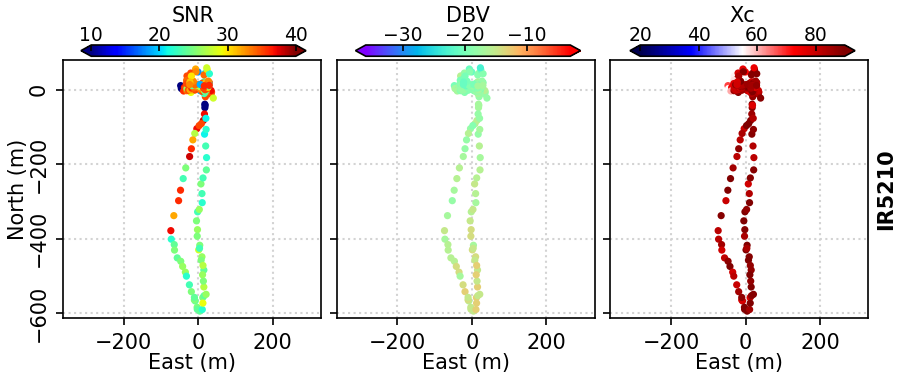 SNR DBV Xc
10 20 30 40 −30 −20 −10 20 40 60 80
North (m)
0
−200
−400
−600
−200 0 200 −200 0 200 −200 0 200
East (m) East (m) East (m)
IR5210